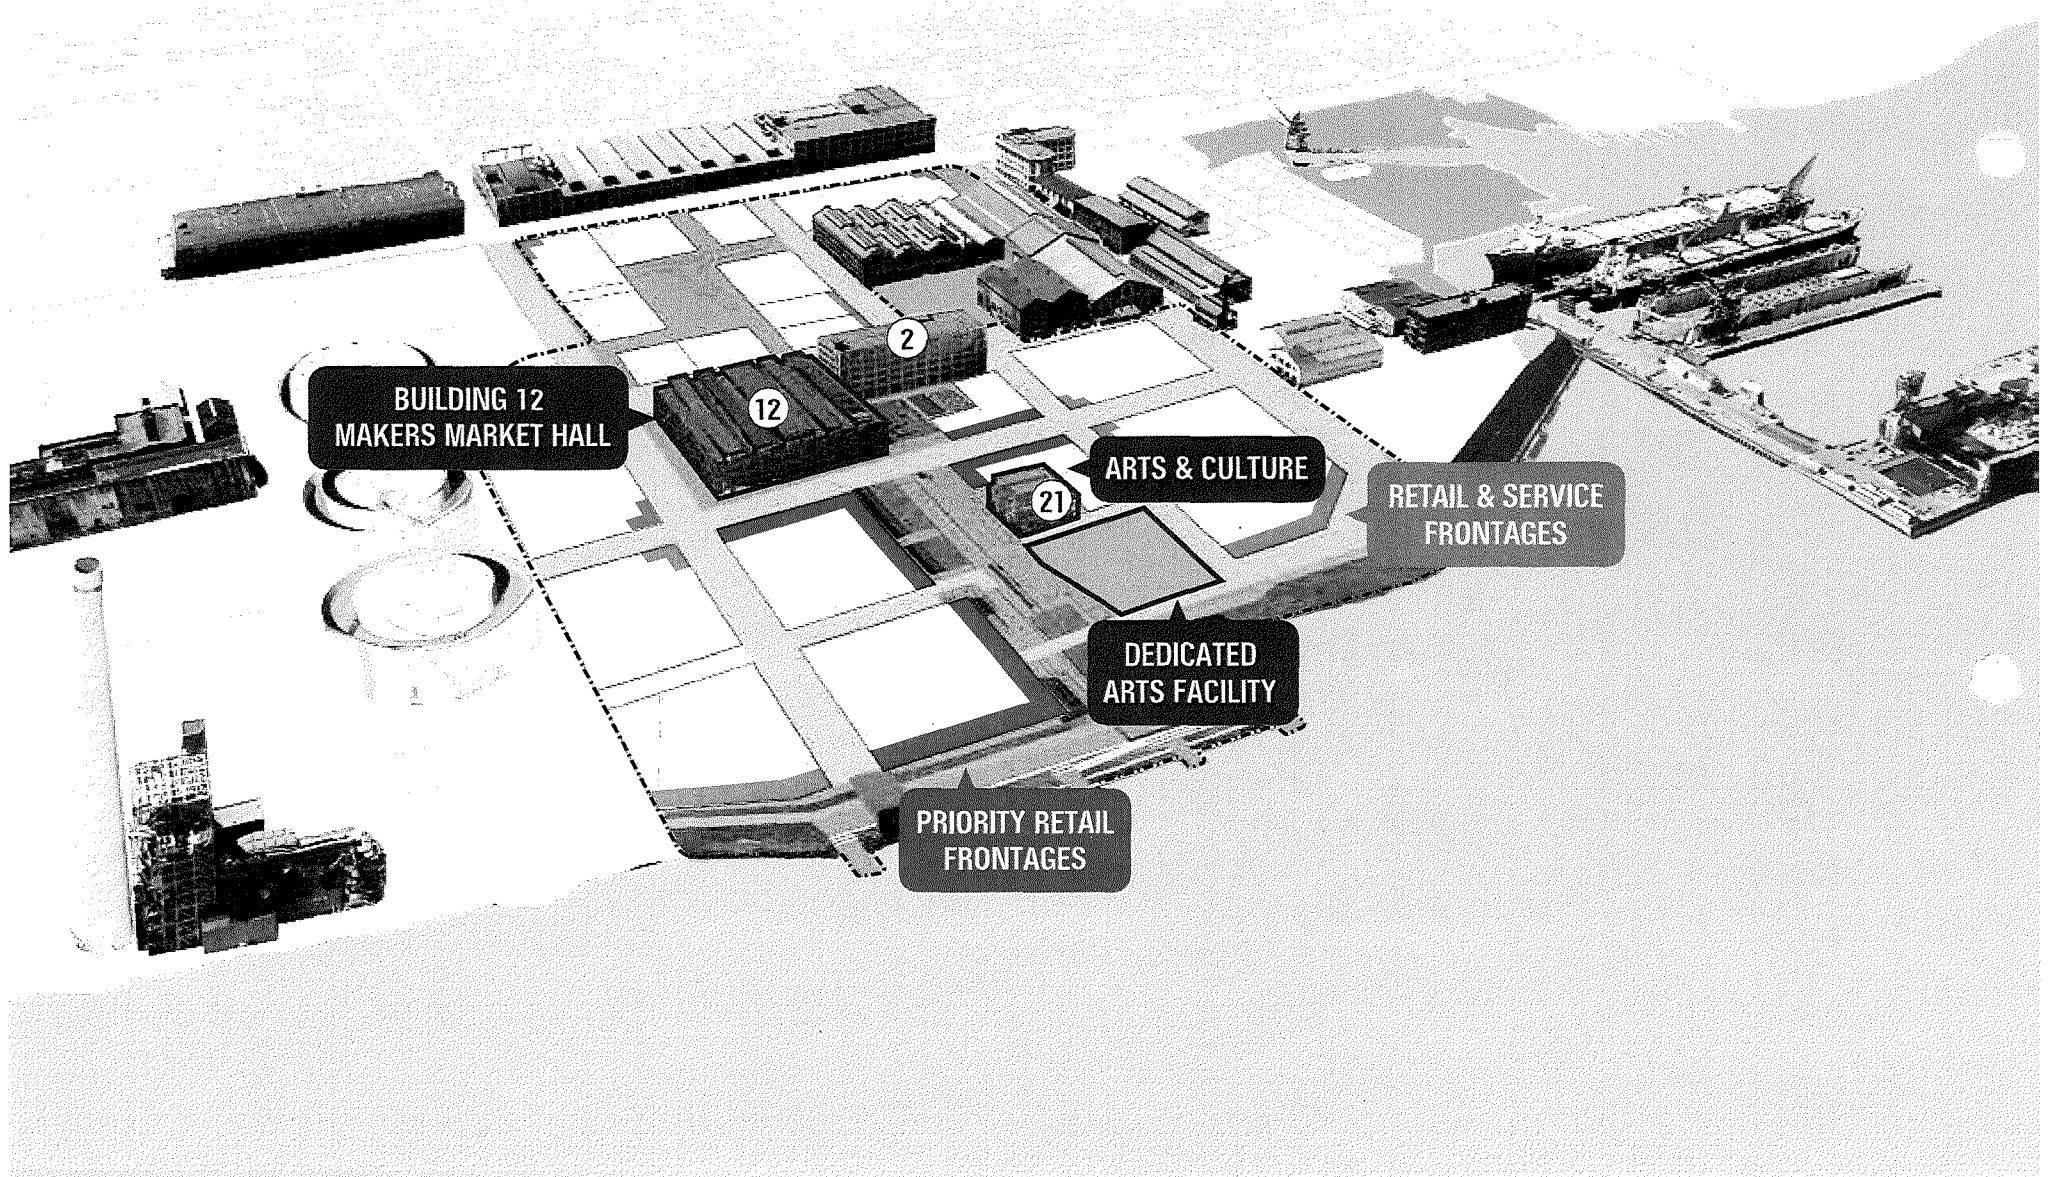 2
BUILDING 12
MAKERS MARKET HALL
12
ARTS & CULTURE
21
RETAIL & SERVICE
FRONTAGES
DEDICATED
ARTS FACILITY
PRIORITY RETAIL
FRONTAGES